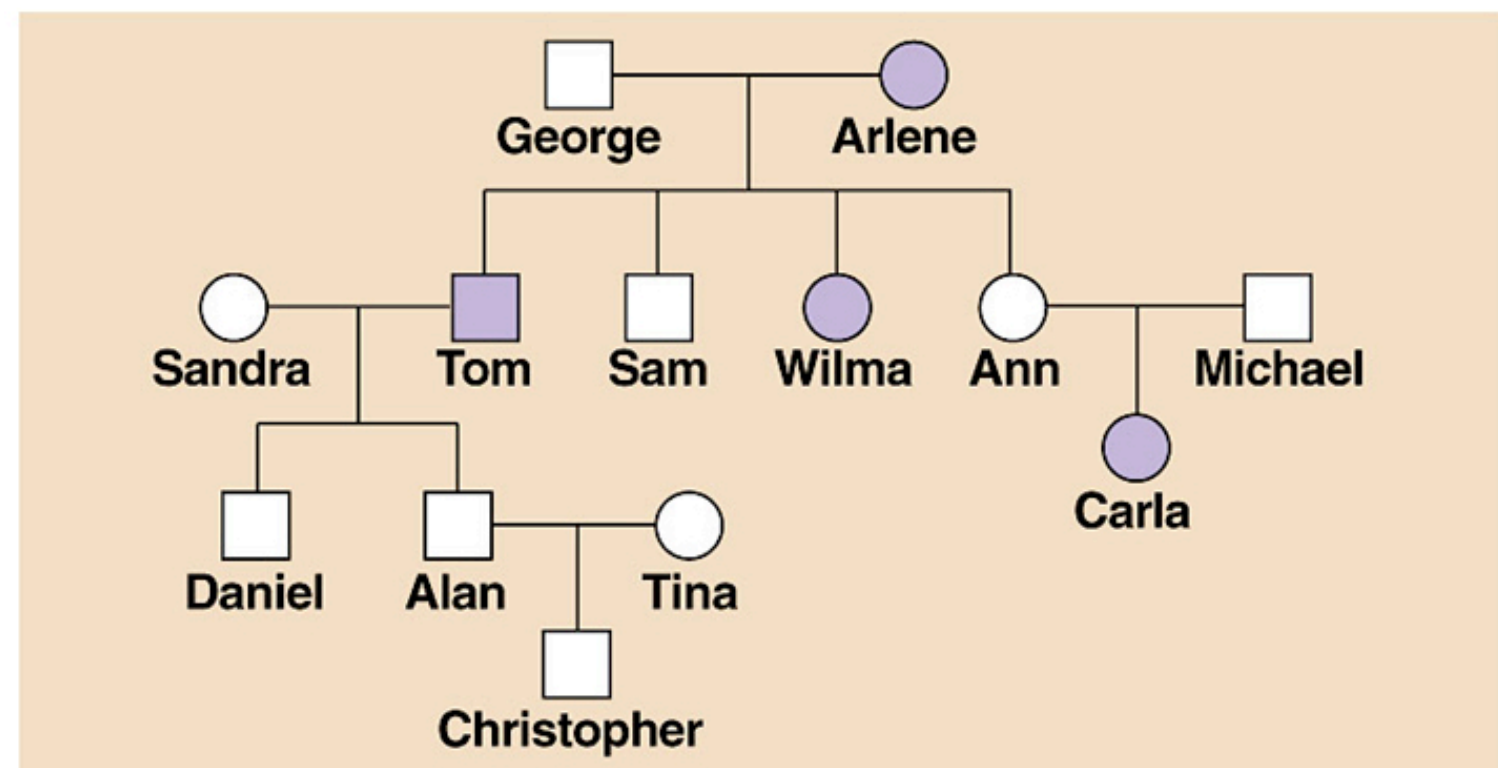 George Arlene
Sandra Tom Sam Wilma Ann Michael
Carla
Daniel Alan Tina
Christopher